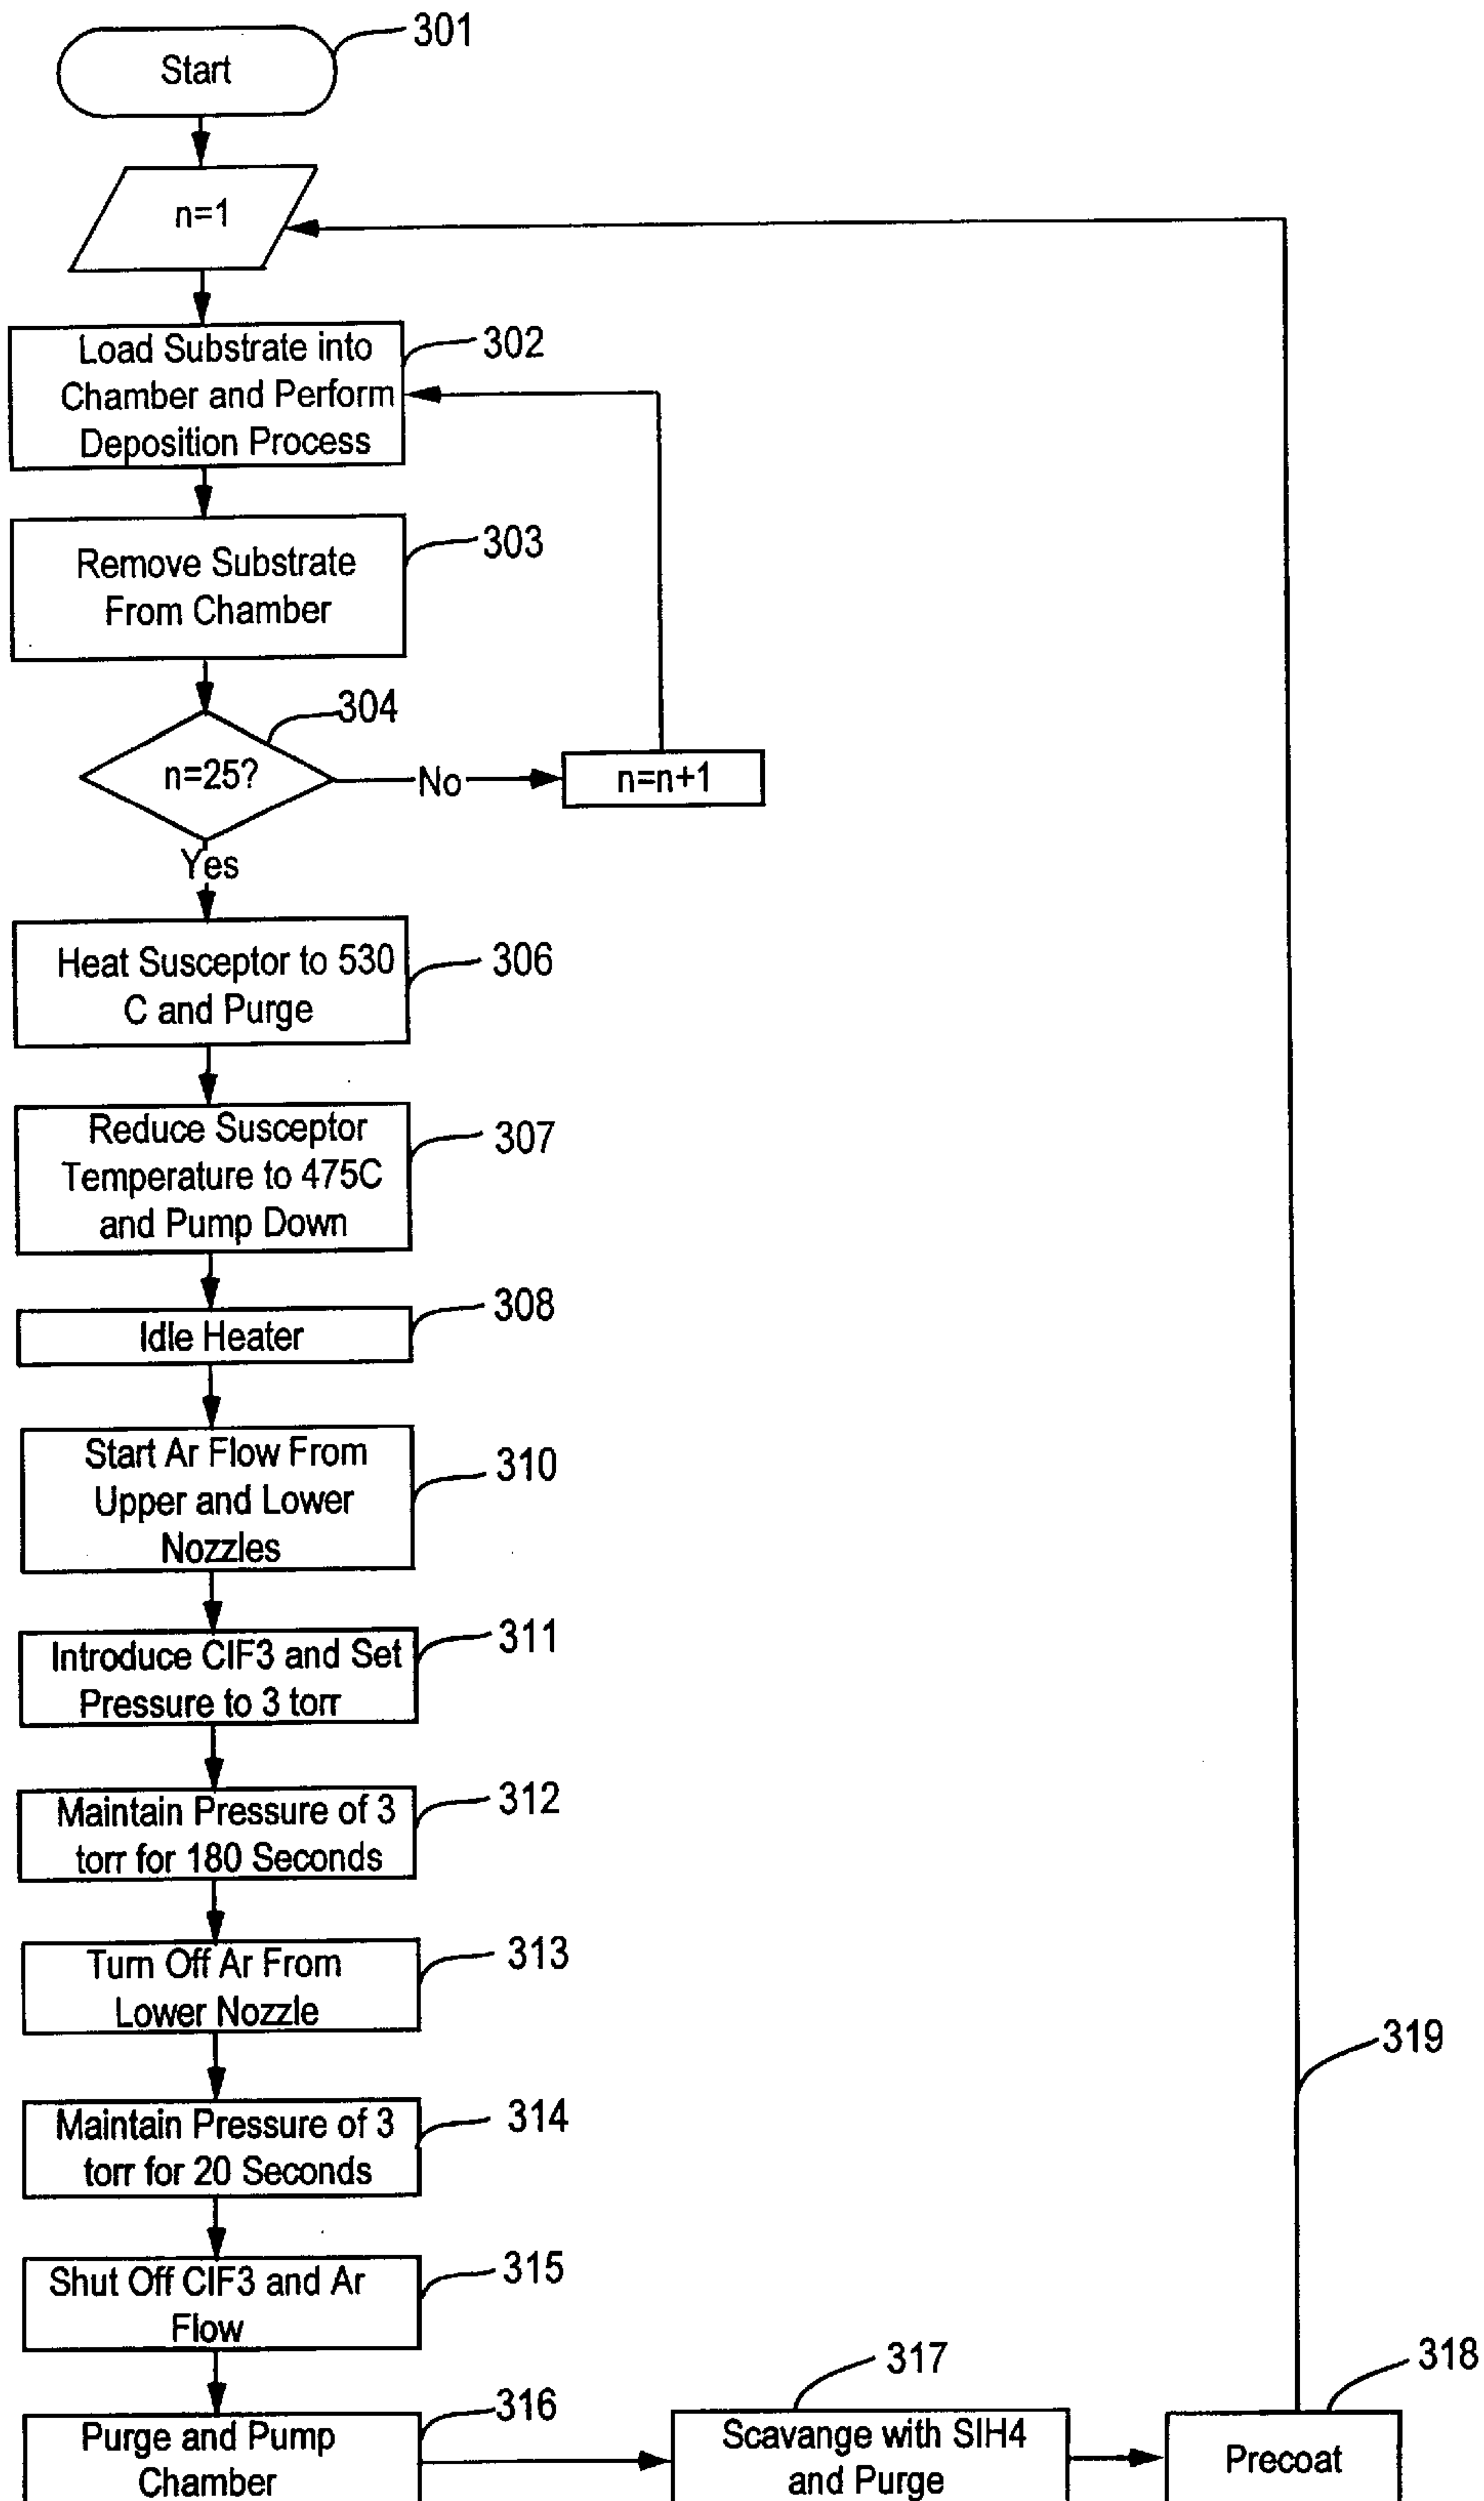 Start
301
n=1
Load Substrate into
Chamber and Perform
Deposition Process
302
Remove Substrate
From Chamber
303
n=25?
304
No
n=n+1
Yes
Heat Susceptor to 530
C and Purge
306
Reduce Susceptor
Temperature to 475C
and Pump Down
307
Idle Heater
308
Start Ar Flow From
Upper and Lower
Nozzles
310
Introduce ClF3 and Set
Pressure to 3 torr
311
Maintain Pressure of 3
torr for 180 Seconds
312
Turn Off Ar From
Lower Nozzle
313
Maintain Pressure of 3
torr for 20 Seconds
314
Shut Off ClF3 and Ar
Flow
315
Purge and Pump
Chamber
316
Scavange with SIH4
and Purge
317
Precoat
318
319